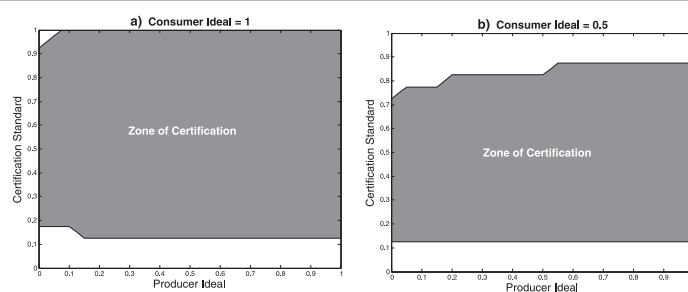 a) Consumer Ideal = 1
1
0.9
0.8
0.7
0.6
0.5
0.4
0.3
0.2
0.1
0
Certification Standard
Zone of Certification
0 0.1 0.2 0.3 0.4 0.5 0.6 0.7 0.8 0.9 1
Producer Ideal
b) Consumer Ideal = 0.5
1
0.9
0.8
0.7
0.6
0.5
0.4
0.3
0.2
0.1
0
Certification Standard
Zone of Certification
0 0.1 0.2 0.3 0.4 0.5 0.6 0.7 0.8 0.9
Producer Ideal